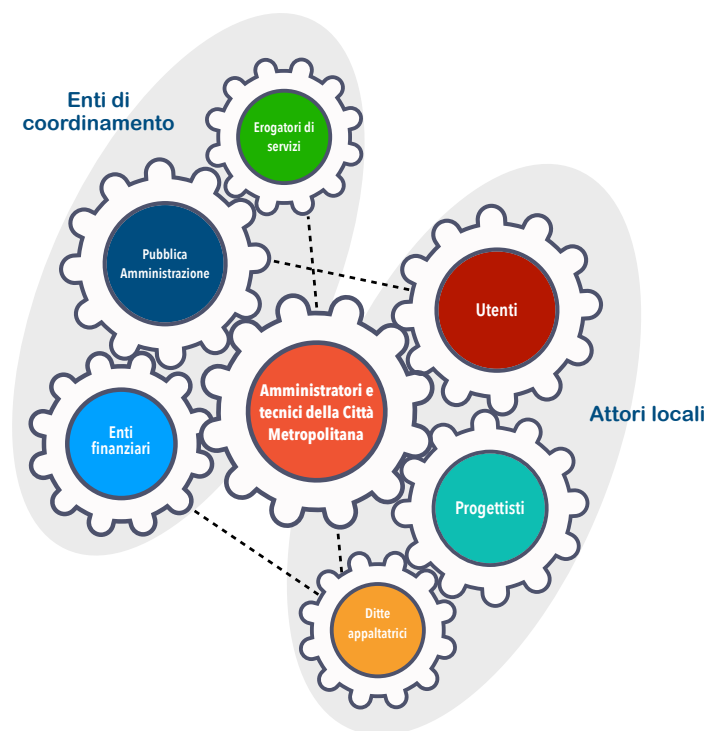 Enti di
coordinamento
Erogatori di
servizi
Pubblica
Amministrazione
Utenti
Amministratori e
tecnici della Città
Metropolitana
Attori locali
Enti
finanziari
Progettisti
Ditte
appaltatrici